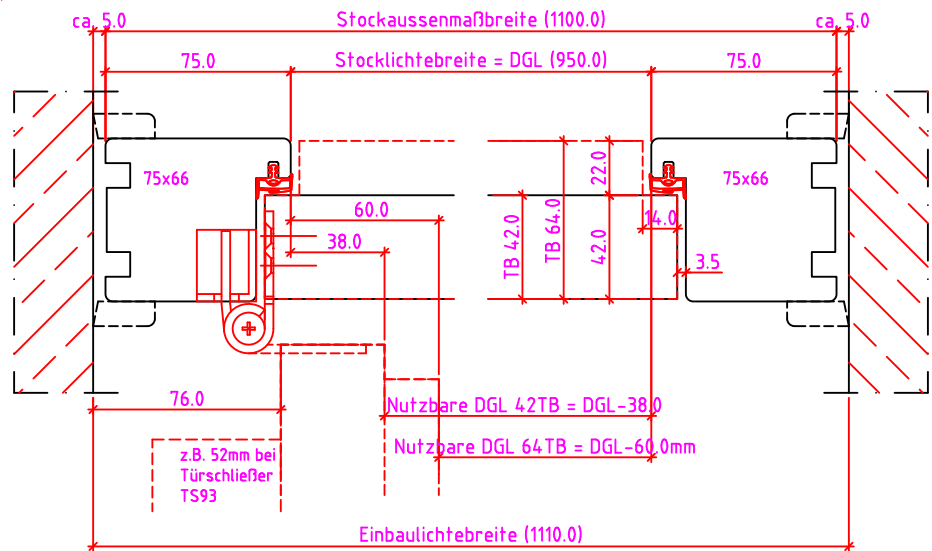 ca. 5.0
Stockaussenmaßbreite (1100.0)
ca. 5.0
75.0
Stocklichtebreite = DGL (950.0)
75.0
75x66
75x66
22.0
60.0
14.0
38.0
TB 42.0
TB 64.0
42.0
3.5
76.0
Nutzbare DGL 42TB = DGL-38.0
Nutzbare DGL 64TB = DGL-60.0mm
z.B. 52mm bei
Türschließer
TS93
Einbaulichtebreite (1110.0)